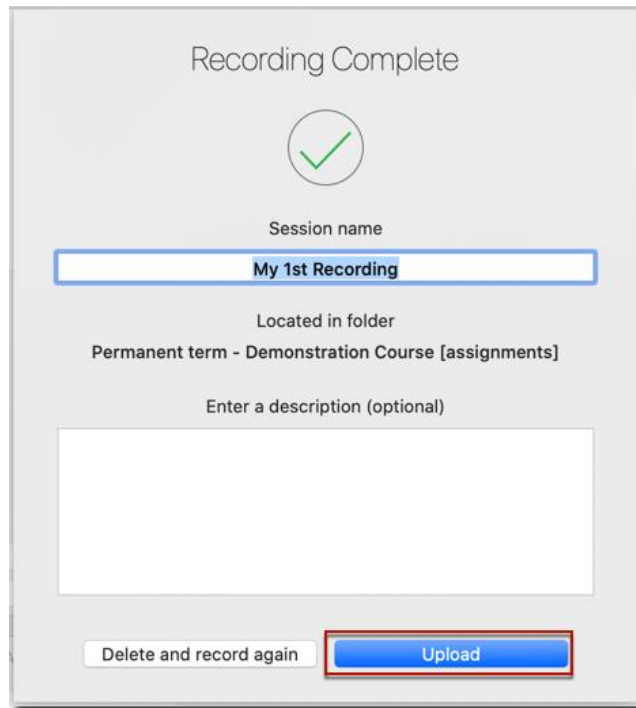 Recording Complete
Session name
My 1st Recording
Located in folder
Permanent term - Demonstration Course [assignments]
Enter a description (optional)
Delete and record again
Upload